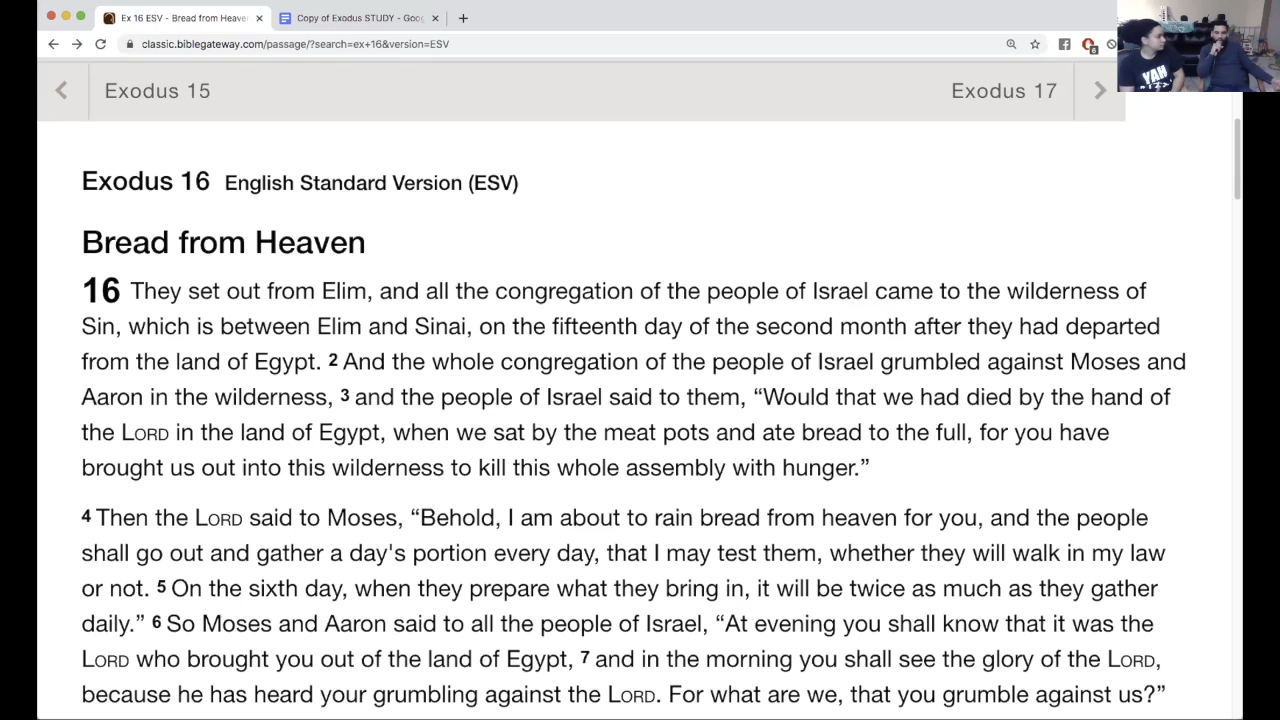 Ex 16 ESV - Bread from Heaven
Copy of Exodus STUDY - Goog
classic.biblegateway.com/passage/?search=ex+16&version=ESV
Exodus 15
Exodus 17
YAH
Exodus 16 English Standard Version (ESV)
Bread from Heaven
16 They set out from Elim, and all the congregation of the people of Israel came to the wilderness of
Sin, which is between Elim and Sinai, on the fifteenth day of the second month after they had departed
from the land of Egypt. 2 And the whole congregation of the people of Israel grumbled against Moses and
Aaron in the wilderness, 3 and the people of Israel said to them, “Would that we had died by the hand of
the LORD in the land of Egypt, when we sat by the meat pots and ate bread to the full, for you have
brought us out into this wilderness to kill this whole assembly with hunger.”
4 Then the LORD said to Moses, “Behold, I am about to rain bread from heaven for you, and the people
shall go out and gather a day's portion every day, that I may test them, whether they will walk in my law
or not. 5 On the sixth day, when they prepare what they bring in, it will be twice as much as they gather
daily.” 6 So Moses and Aaron said to all the people of Israel, “At evening you shall know that it was the
LORD who brought you out of the land of Egypt, 7 and in the morning you shall see the glory of the LORD,
because he has heard your grumbling against the LORD. For what are we, that you grumble against us?”